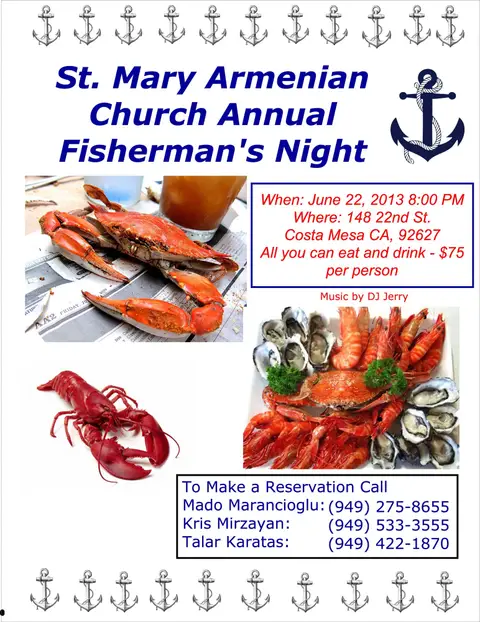 St. Mary Armenian
Church Annual
Fisherman's Night
When: June 22, 2013 8:00 PM
Where: 148 22nd St.
Costa Mesa CA, 92627
All you can eat and drink - $75
per person
Music by DJ Jerry
To Make a Reservation Call
Mado Marancioglu: (949) 275-8655
Kris Mirzayan: (949) 533-3555
Talar Karatas: (949) 422-1870